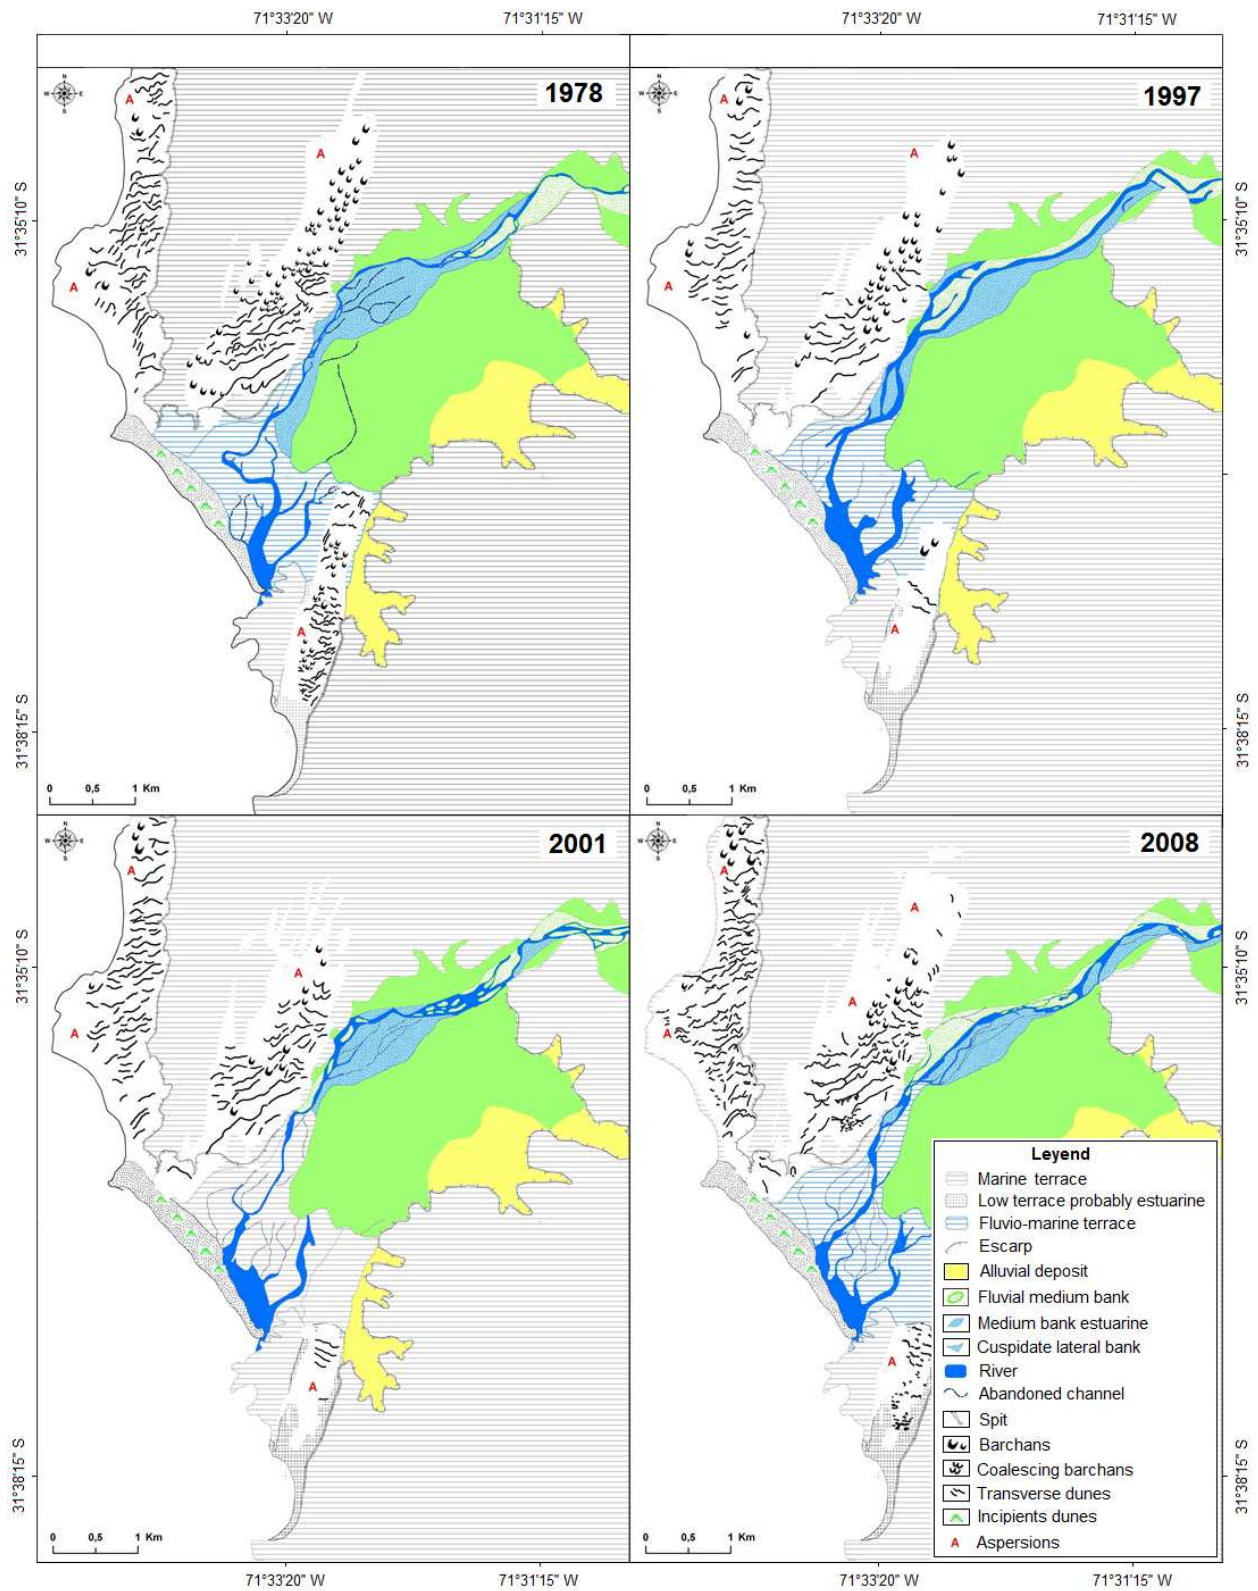 71°33'20" W 71°31'15" W 71°33'20" W 71°31'15" W
1978
N
W E
S
A
A
A
A
31°35'10" S
31°38'15" S
0 0,5 1 Km
1997
N
W E
S
A
A
A
A
31°35'10" S
31°38'15" S
0 0,5 1 Km
2001
N
W E
S
A
A
A
A
31°35'10" S
31°38'15" S
0 0,5 1 Km
2008
N
W E
S
A
A
A
A
A
31°35'10" S
31°38'15" S
0 0,5 1 Km
Leyend
Marine terrace
Low terrace probably estuarine
Fluvio-marine terrace
Escarp
Alluvial deposit
Fluvial medium bank
Medium bank estuarine
Cuspidate lateral bank
River
Abandoned channel
Spit
Barchans
Coalescing barchans
Transverse dunes
Incipients dunes
A Aspersions
71°33'20" W 71°31'15" W 71°33'20" W 71°31'15" W